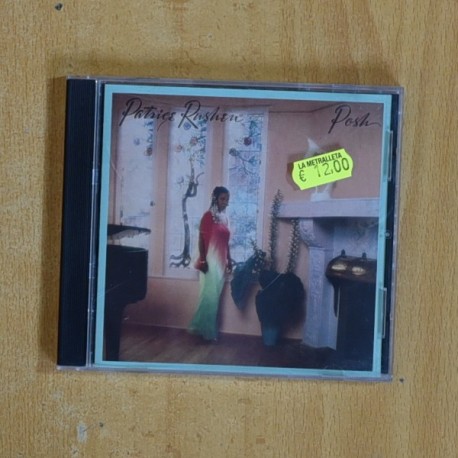 Patrice Rushen
Posh
LA METRALLETA
€ 12.00